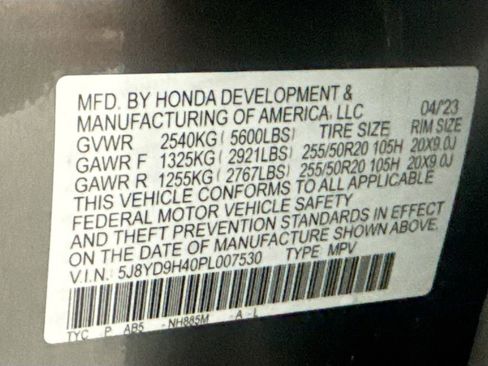 MFD. BY HONDA DEVELOPMENT &
MANUFACTURING OF AMERICA, LLC 04/'23
GVWR 2540KG ( 5600LBS) TIRE SIZE RIM SIZE
GAWR F 1325KG ( 2921LBS) 255/50R20 105H 20X9.0J
GAWR R 1255KG ( 2767LBS) 255/50R20 105H 20X9.0J
THIS VEHICLE CONFORMS TO ALL APPLICABLE
FEDERAL MOTOR VEHICLE SAFETY
AND THEFT PREVENTION STANDARDS IN EFFECT
ON THE DATE OF MANUFACTURE SHOWN ABOVE.
V.I.N.: 5J8YD9H40PL007530 TYPE MPV
TYC P AB5 - NH885M - A - L